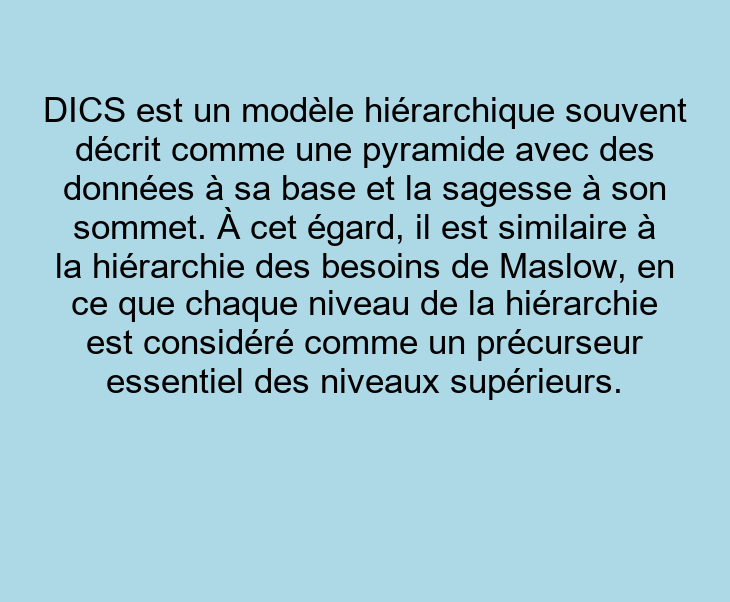 DICS est un modèle hiérarchique souvent
décrit comme une pyramide avec des
données à sa base et la sagesse à son
sommet. À cet égard, il est similaire à
la hiérarchie des besoins de Maslow, en
ce que chaque niveau de la hiérarchie
est considéré comme un précurseur
essentiel des niveaux supérieurs.